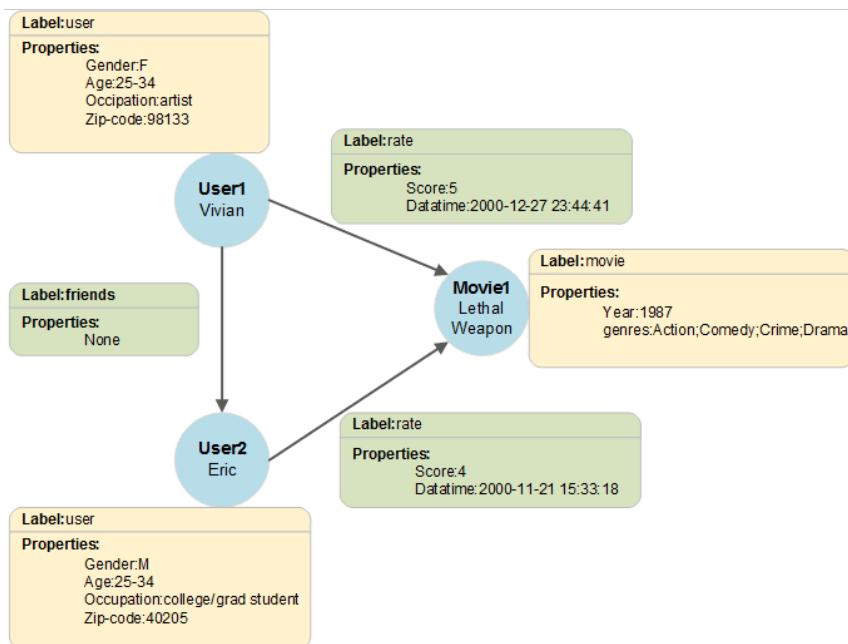 Label:user
Properties:
Gender:F
Age:25-34
Occipation:artist
Zip-code:98133
Label:rate
Properties:
Score:5
Datatime:2000-12-27 23:44:41
User1
Vivian
Label:movie
Properties:
Year:1987
genres:Action;Comedy;Crime;Drama
Movie1
Lethal
Weapon
Label:friends
Properties:
None
Label:rate
Properties:
Score:4
Datatime:2000-11-21 15:33:18
User2
Eric
Label:user
Properties:
Gender:M
Age:25-34
Occupation:college/grad student
Zip-code:40205